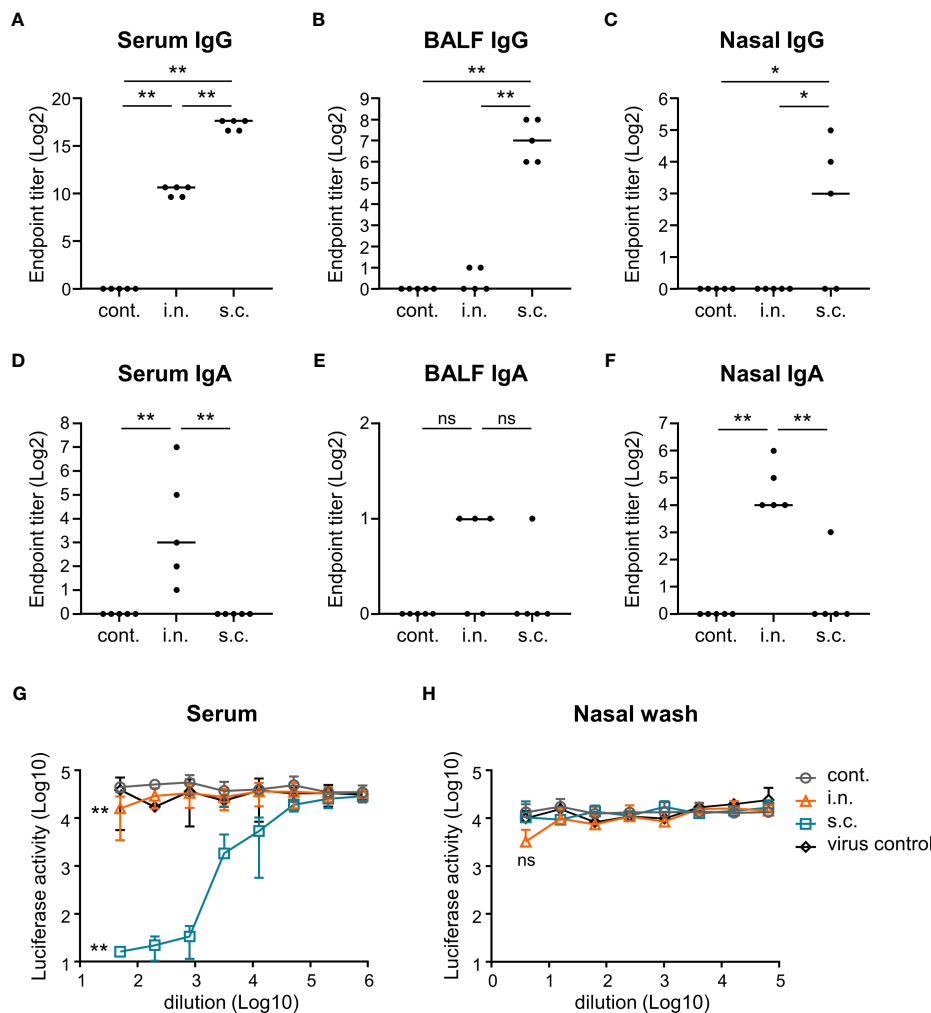 A
Serum IgG
**
**
**
Endpoint titer (Log2)
20
15
10
5
0
cont.
i.n.
s.c.
B
BALF IgG
**
**
Endpoint titer (Log2)
9
8
7
6
5
4
3
2
1
0
cont.
i.n.
s.c.
C
Nasal IgG
*
*
Endpoint titer (Log2)
6
5
4
3
2
1
0
cont.
i.n.
s.c.
D
Serum IgA
**
**
Endpoint titer (Log2)
8
7
6
5
4
3
2
1
0
cont.
i.n.
s.c.
E
BALF IgA
ns
ns
Endpoint titer (Log2)
2
1
0
cont.
i.n.
s.c.
F
Nasal IgA
**
**
Endpoint titer (Log2)
7
6
5
4
3
2
1
0
cont.
i.n.
s.c.
G
Serum
Luciferase activity (Log10)
5
4
3
2
1
**
**
1
2
3
4
5
6
dilution (Log10)
H
Nasal wash
Luciferase activity (Log10)
5
4
3
2
1
ns
0
1
2
3
4
5
dilution (Log10)
cont.
i.n.
s.c.
virus control